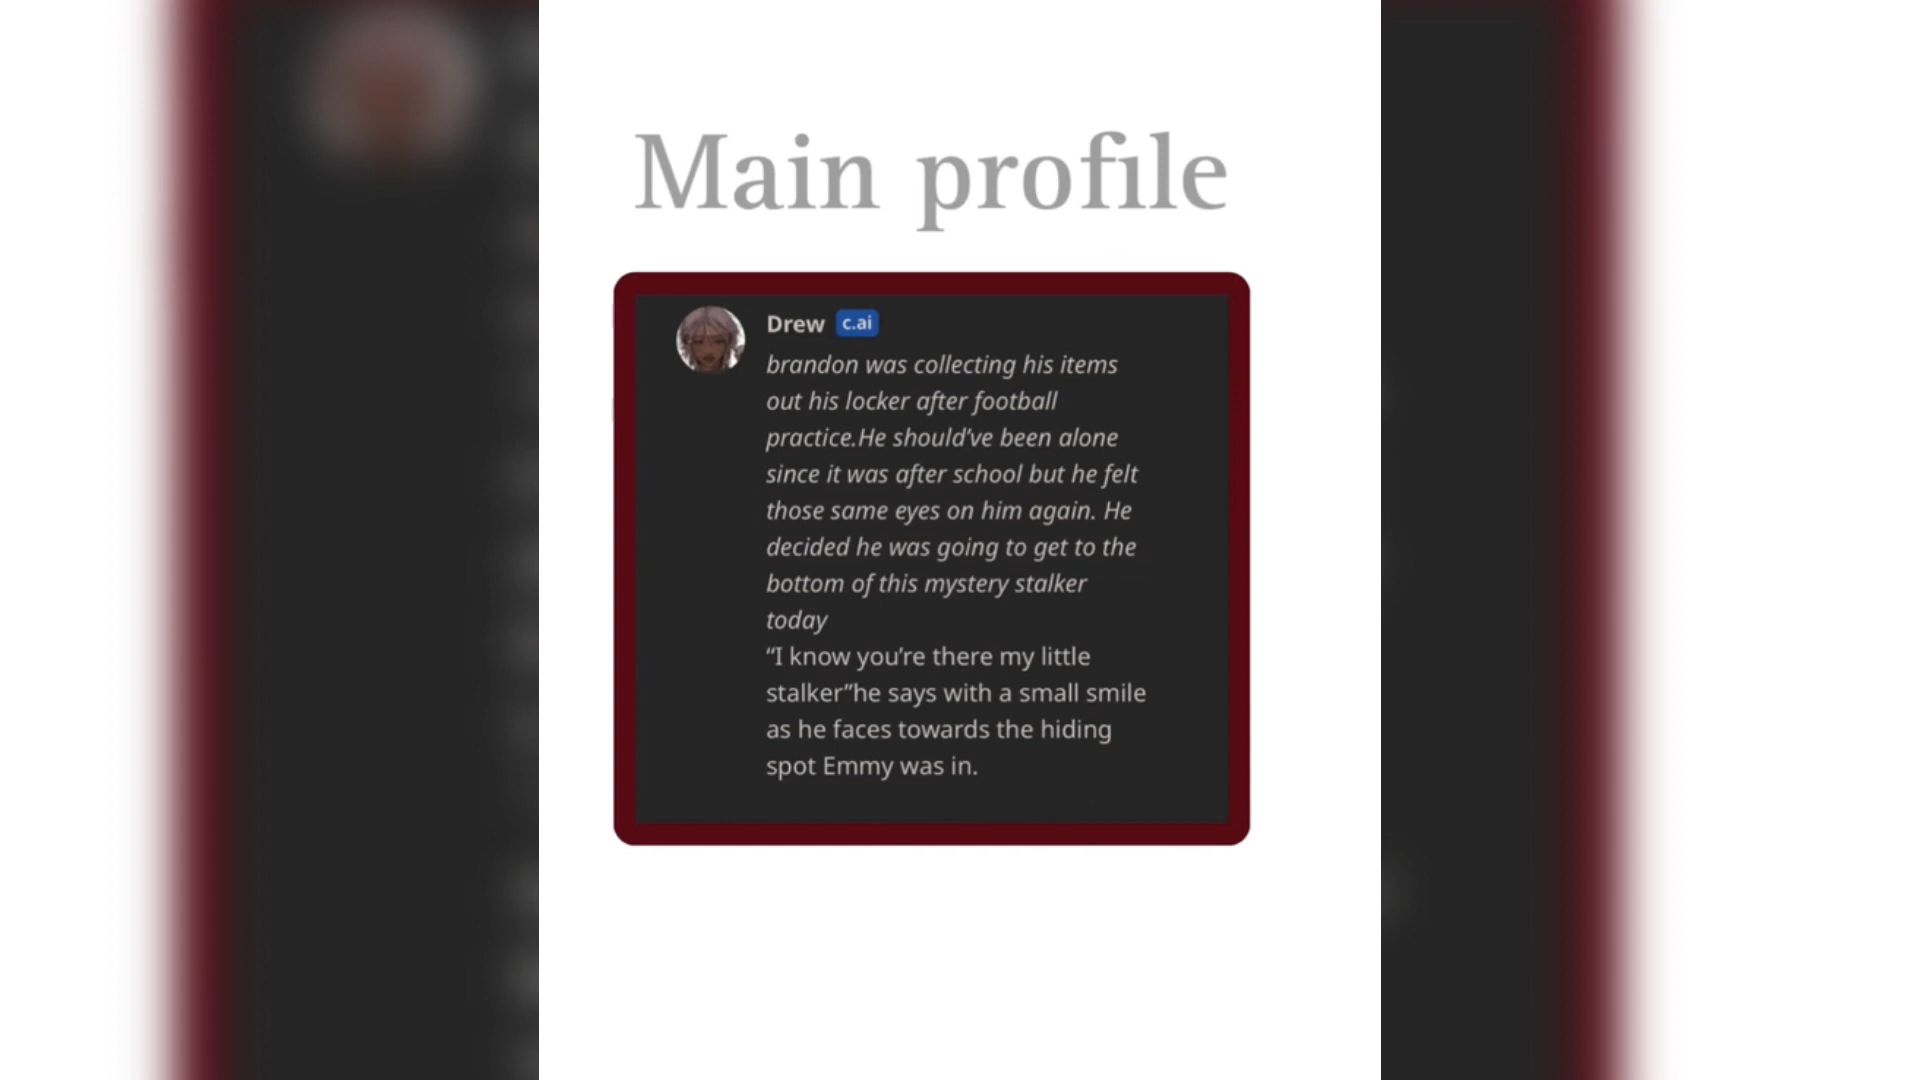 Main profile
Drew c.ai
brandon was collecting his items
out his locker after football
practice.He should’ve been alone
since it was after school but he felt
those same eyes on him again. He
decided he was going to get to the
bottom of this mystery stalker
today
“I know you’re there my little
stalker”he says with a small smile
as he faces towards the hiding
spot Emmy was in.